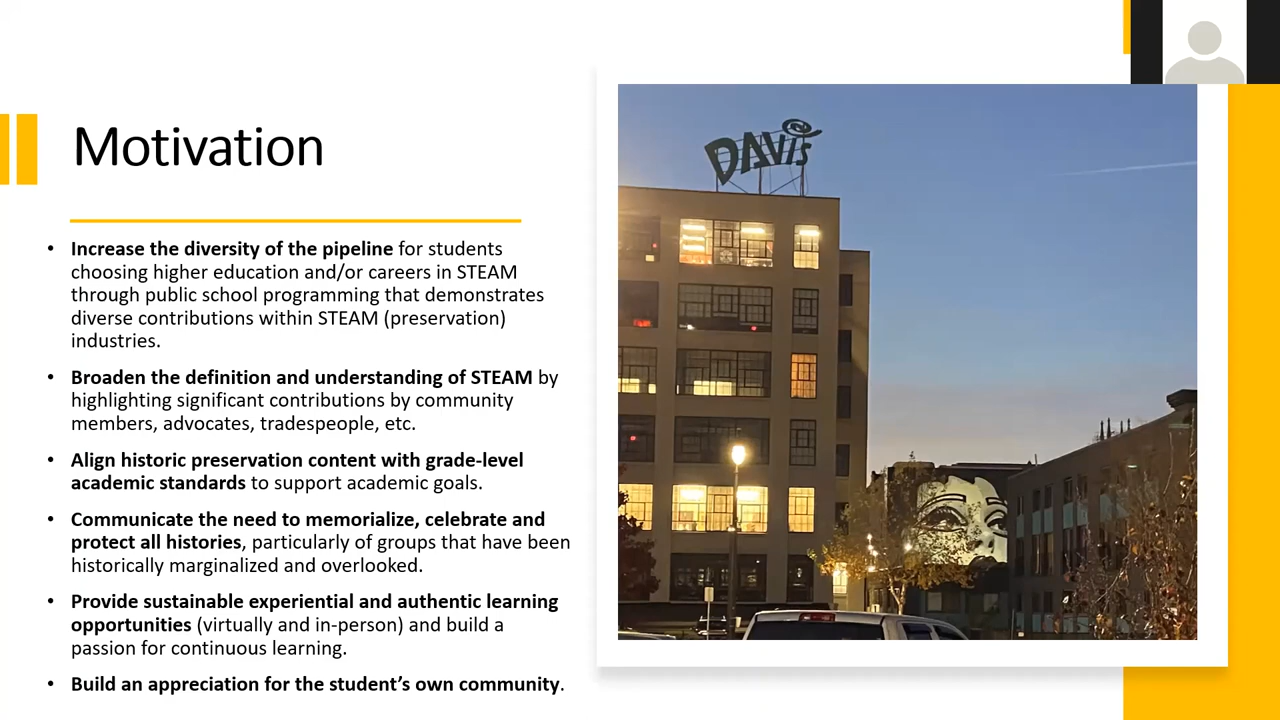 Motivation
• Increase the diversity of the pipeline for students
choosing higher education and/or careers in STEAM
through public school programming that demonstrates
diverse contributions within STEAM (preservation)
industries.
• Broaden the definition and understanding of STEAM by
highlighting significant contributions by community
members, advocates, tradespeople, etc.
• Align historic preservation content with grade-level
academic standards to support academic goals.
• Communicate the need to memorialize, celebrate and
protect all histories, particularly of groups that have been
historically marginalized and overlooked.
• Provide sustainable experiential and authentic learning
opportunities (virtually and in-person) and build a
passion for continuous learning.
• Build an appreciation for the student’s own community.
DAVIS